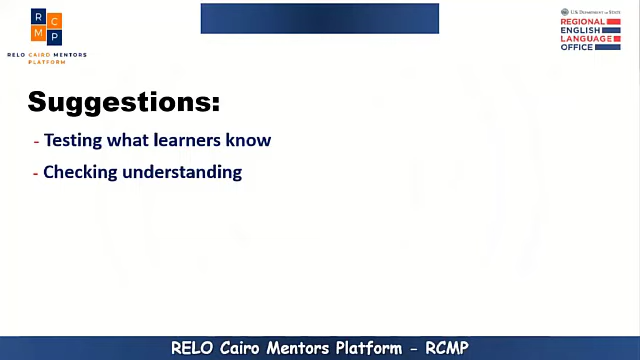 R C
M P
RELO CAIRO MENTORS
PLATFORM
U.S. DEPARTMENT OF STATE
REGIONAL
ENGLISH
LANGUAGE
OFFICE
Suggestions:
- Testing what learners know
- Checking understanding
RELO Cairo Mentors Platform - RCMP